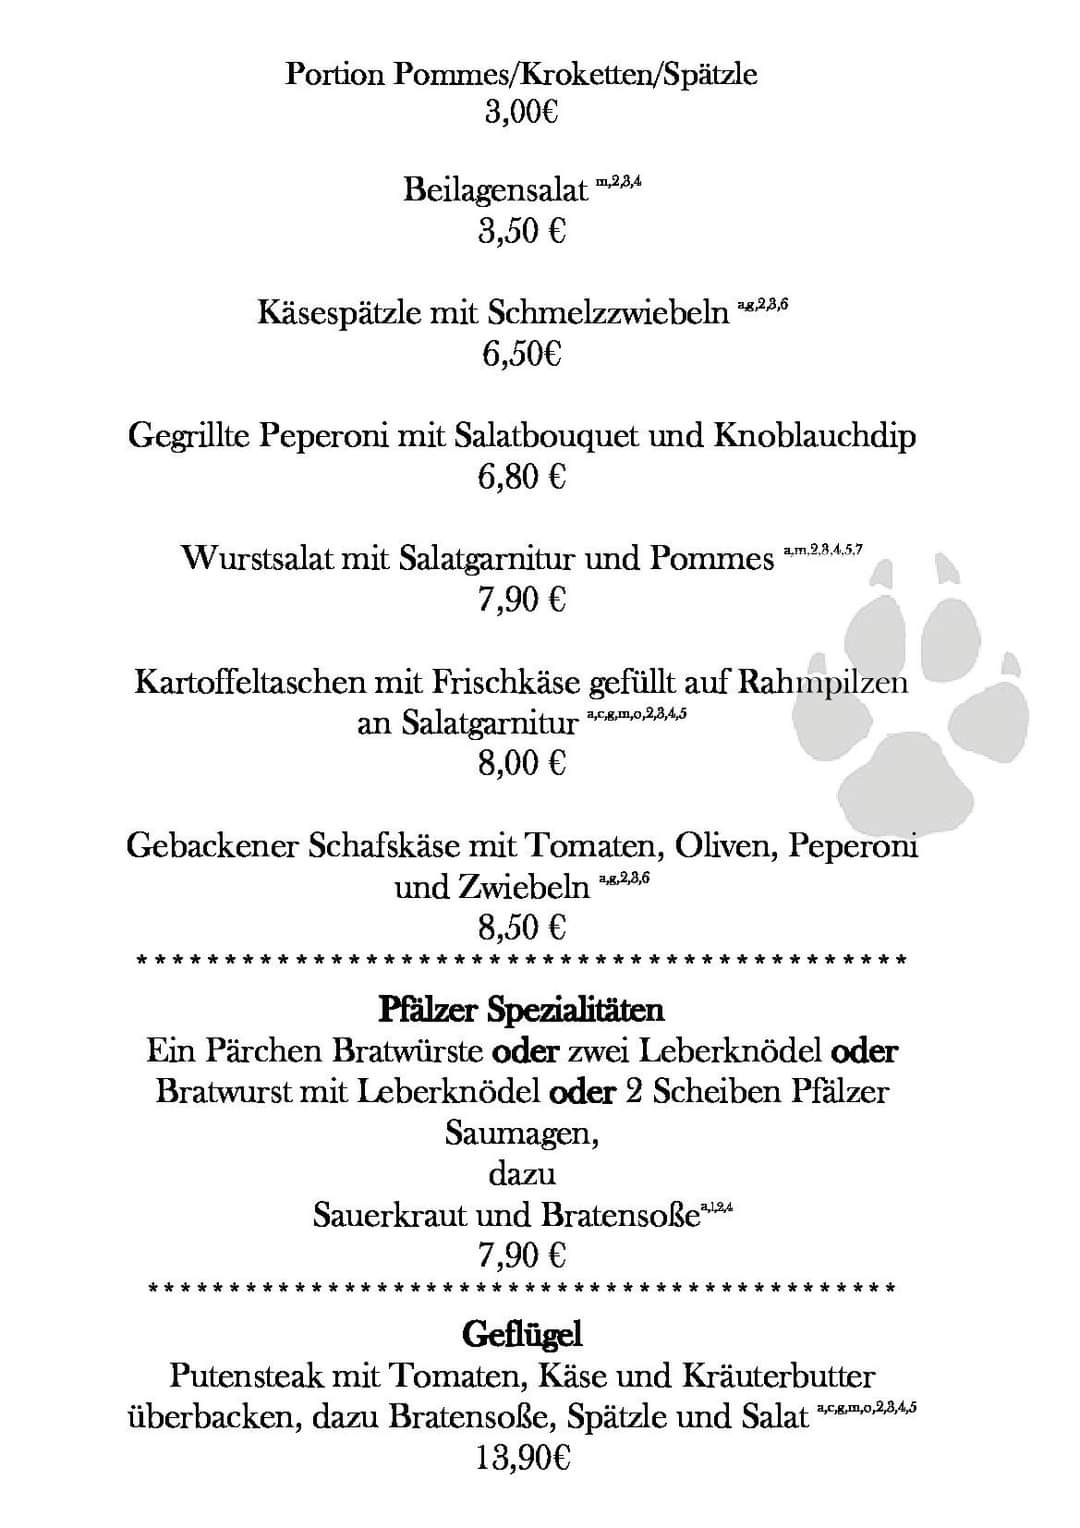 Portion Pommes/Kroketten/Spätzle
3,00€
Beilagensalat m,2,3,4
3,50 €
Käsespätzle mit Schmelzzwiebeln a,g,2,3,6
6,50€
Gegrillte Peperoni mit Salatbouquet und Knoblauchdip
6,80 €
Wurstsalat mit Salatgarnitur und Pommes a,m,2,3,4,5,7
7,90 €
Kartoffeltaschen mit Frischkäse gefüllt auf Rahmpilzen
an Salatgarnitur a,c,g,m,o,2,3,4,5
8,00 €
Gebackener Schafskäse mit Tomaten, Oliven, Peperoni
und Zwiebeln a,g,2,3,6
8,50 €
* * * * * * * * * * * * * * * * * * * * * * * * * * * * * * * * * * * * * * * * * * * *
Pfälzer Spezialitäten
Ein Pärchen Bratwürste oder zwei Leberknödel oder
Bratwurst mit Leberknödel oder 2 Scheiben Pfälzer
Saumagen,
dazu
Sauerkraut und Bratensoße a,1,2,4
7,90 €
* * * * * * * * * * * * * * * * * * * * * * * * * * * * * * * * * * * * * * * * * * * *
Geflügel
Putensteak mit Tomaten, Käse und Kräuterbutter
überbacken, dazu Bratensoße, Spätzle und Salat a,c,g,m,o,2,3,4,5
13,90€